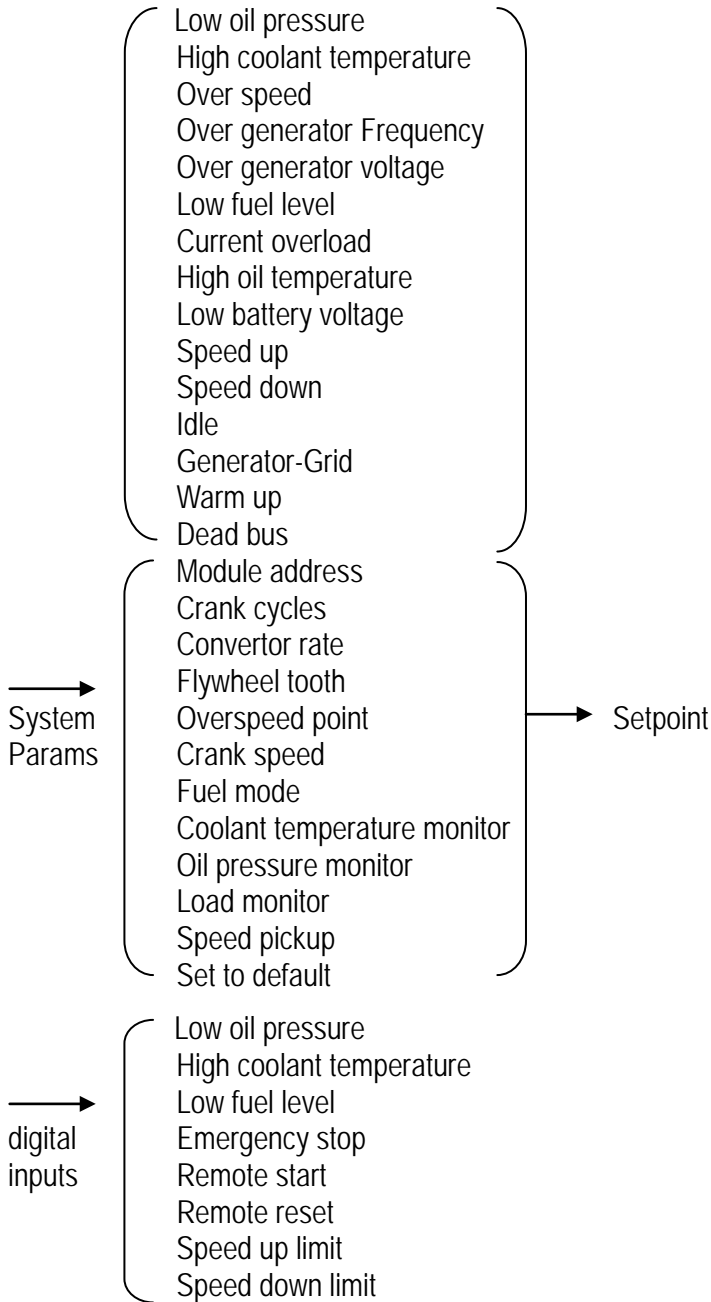 Low oil pressure
High coolant temperature
Over speed
Over generator Frequency
Over generator voltage
Low fuel level
Current overload
High oil temperature
Low battery voltage
Speed up
Speed down
Idle
Generator-Grid
Warm up
Dead bus
System
Params
Module address
Crank cycles
Convertor rate
Flywheel tooth
Overspeed point
Crank speed
Fuel mode
Coolant temperature monitor
Oil pressure monitor
Load monitor
Speed pickup
Set to default
Setpoint
digital
inputs
Low oil pressure
High coolant temperature
Low fuel level
Emergency stop
Remote start
Remote reset
Speed up limit
Speed down limit